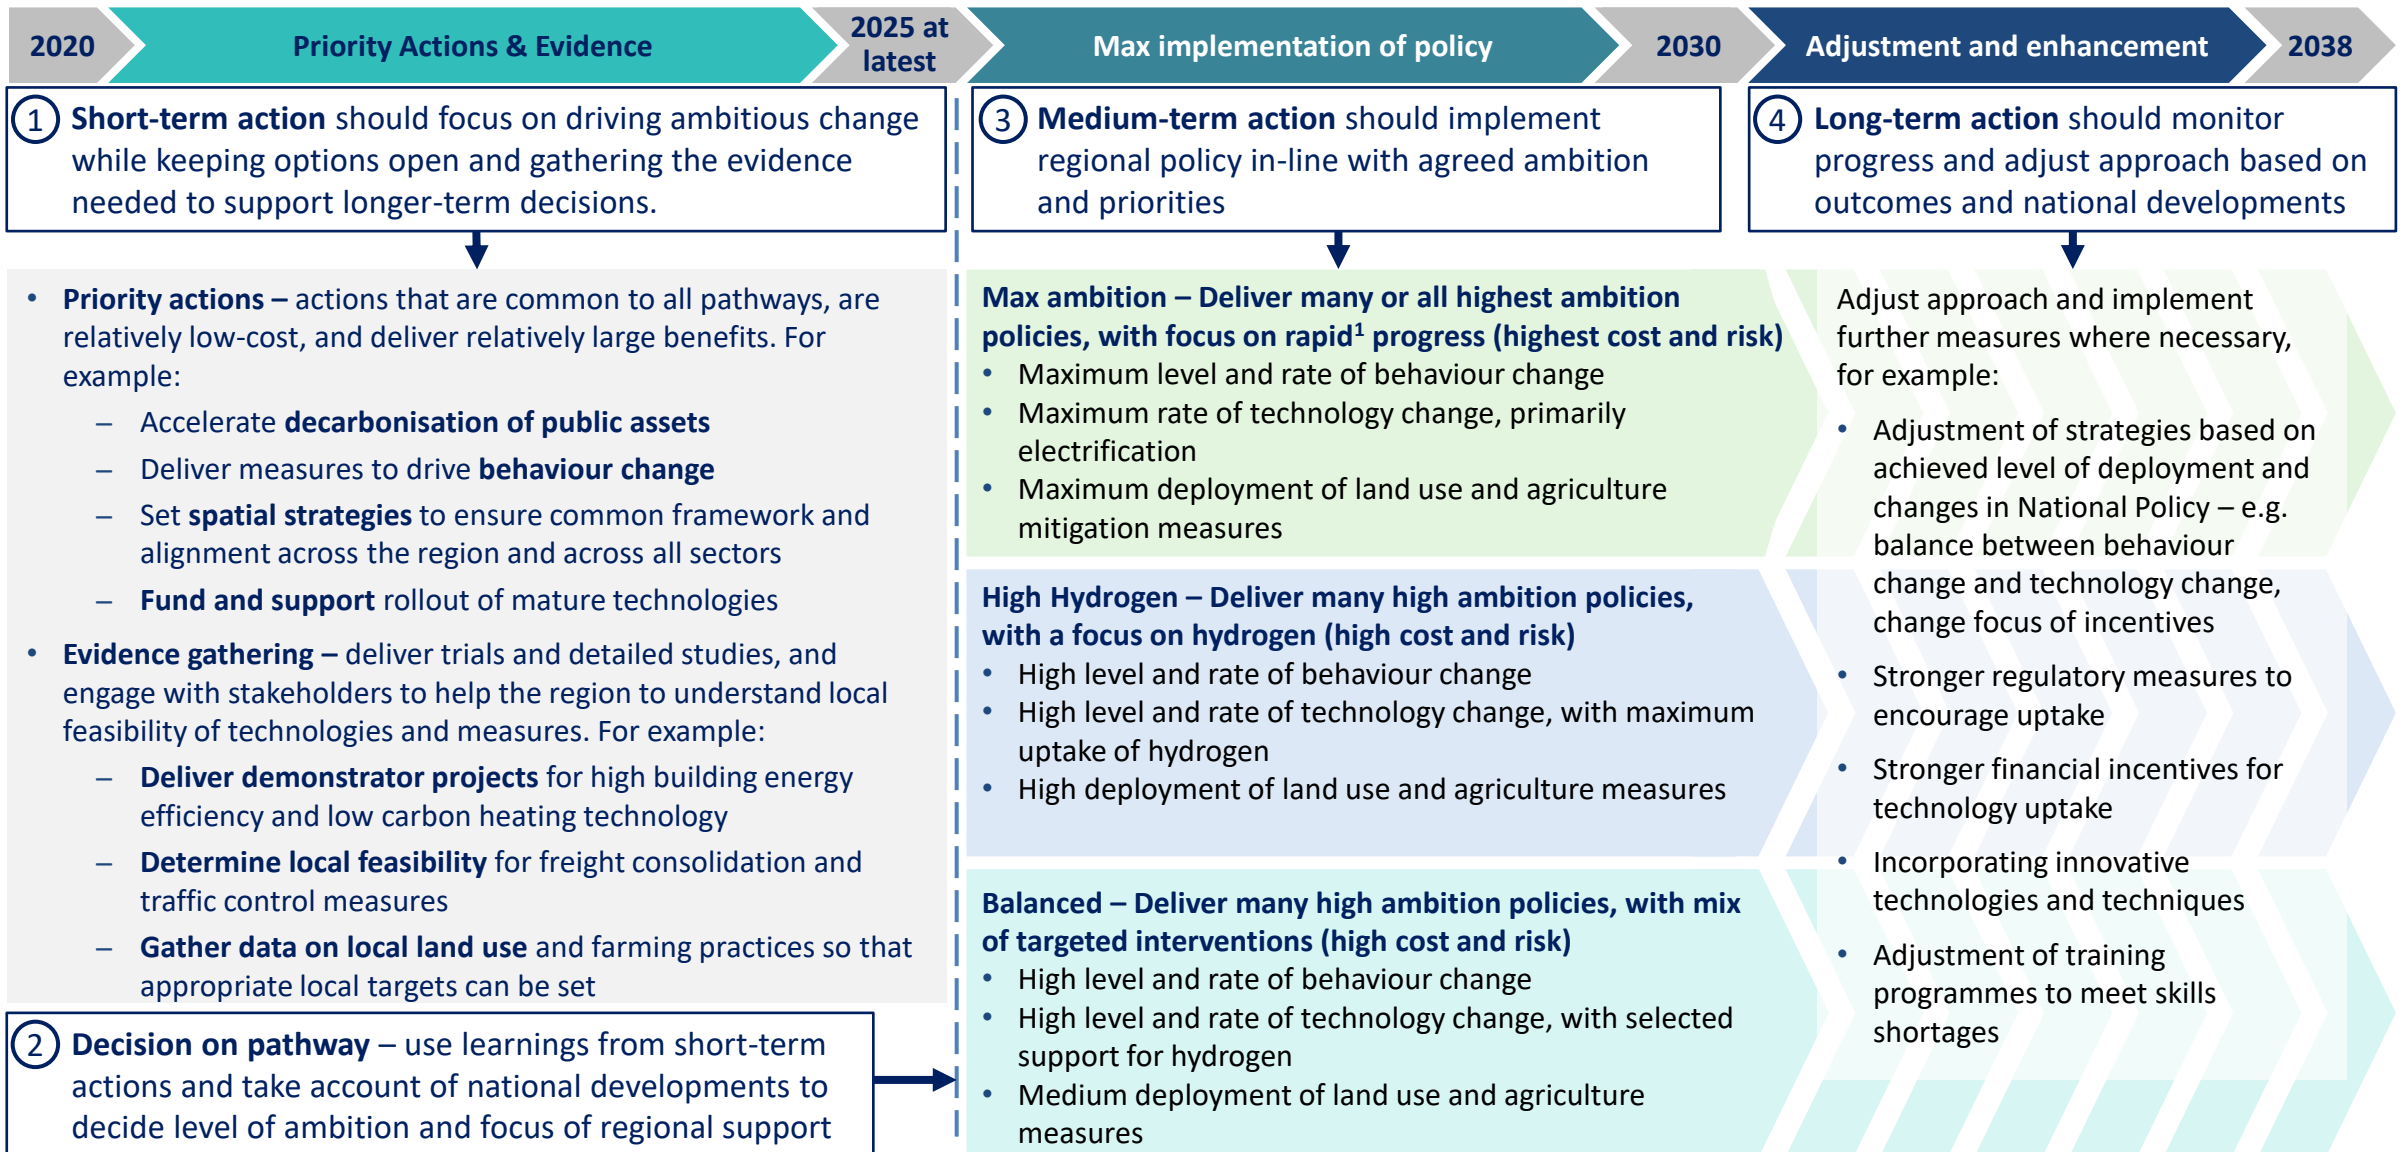 2020
Priority Actions & Evidence
2025 at
latest
Max implementation of policy
2030
Adjustment and enhancement
2038
1 Short-term action should focus on driving ambitious change
while keeping options open and gathering the evidence
needed to support longer-term decisions.
• Priority actions – actions that are common to all pathways, are
relatively low-cost, and deliver relatively large benefits. For
example:
– Accelerate decarbonisation of public assets
– Deliver measures to drive behaviour change
– Set spatial strategies to ensure common framework and
alignment across the region and across all sectors
– Fund and support rollout of mature technologies
• Evidence gathering – deliver trials and detailed studies, and
engage with stakeholders to help the region to understand local
feasibility of technologies and measures. For example:
– Deliver demonstrator projects for high building energy
efficiency and low carbon heating technology
– Determine local feasibility for freight consolidation and
traffic control measures
– Gather data on local land use and farming practices so that
appropriate local targets can be set
2 Decision on pathway – use learnings from short-term
actions and take account of national developments to
decide level of ambition and focus of regional support
3 Medium-term action should implement
regional policy in-line with agreed ambition
and priorities
Max ambition – Deliver many or all highest ambition
policies, with focus on rapid¹ progress (highest cost and risk)
• Maximum level and rate of behaviour change
• Maximum rate of technology change, primarily
electrification
• Maximum deployment of land use and agriculture
mitigation measures
High Hydrogen – Deliver many high ambition policies,
with a focus on hydrogen (high cost and risk)
• High level and rate of behaviour change
• High level and rate of technology change, with maximum
uptake of hydrogen
• High deployment of land use and agriculture measures
Balanced – Deliver many high ambition policies, with mix
of targeted interventions (high cost and risk)
• High level and rate of behaviour change
• High level and rate of technology change, with selected
support for hydrogen
• Medium deployment of land use and agriculture
measures
4 Long-term action should monitor
progress and adjust approach based on
outcomes and national developments
Adjust approach and implement
further measures where necessary,
for example:
• Adjustment of strategies based on
achieved level of deployment and
changes in National Policy – e.g.
balance between behaviour
change and technology change,
change focus of incentives
• Stronger regulatory measures to
encourage uptake
• Stronger financial incentives for
technology uptake
• Incorporating innovative
technologies and techniques
• Adjustment of training
programmes to meet skills
shortages